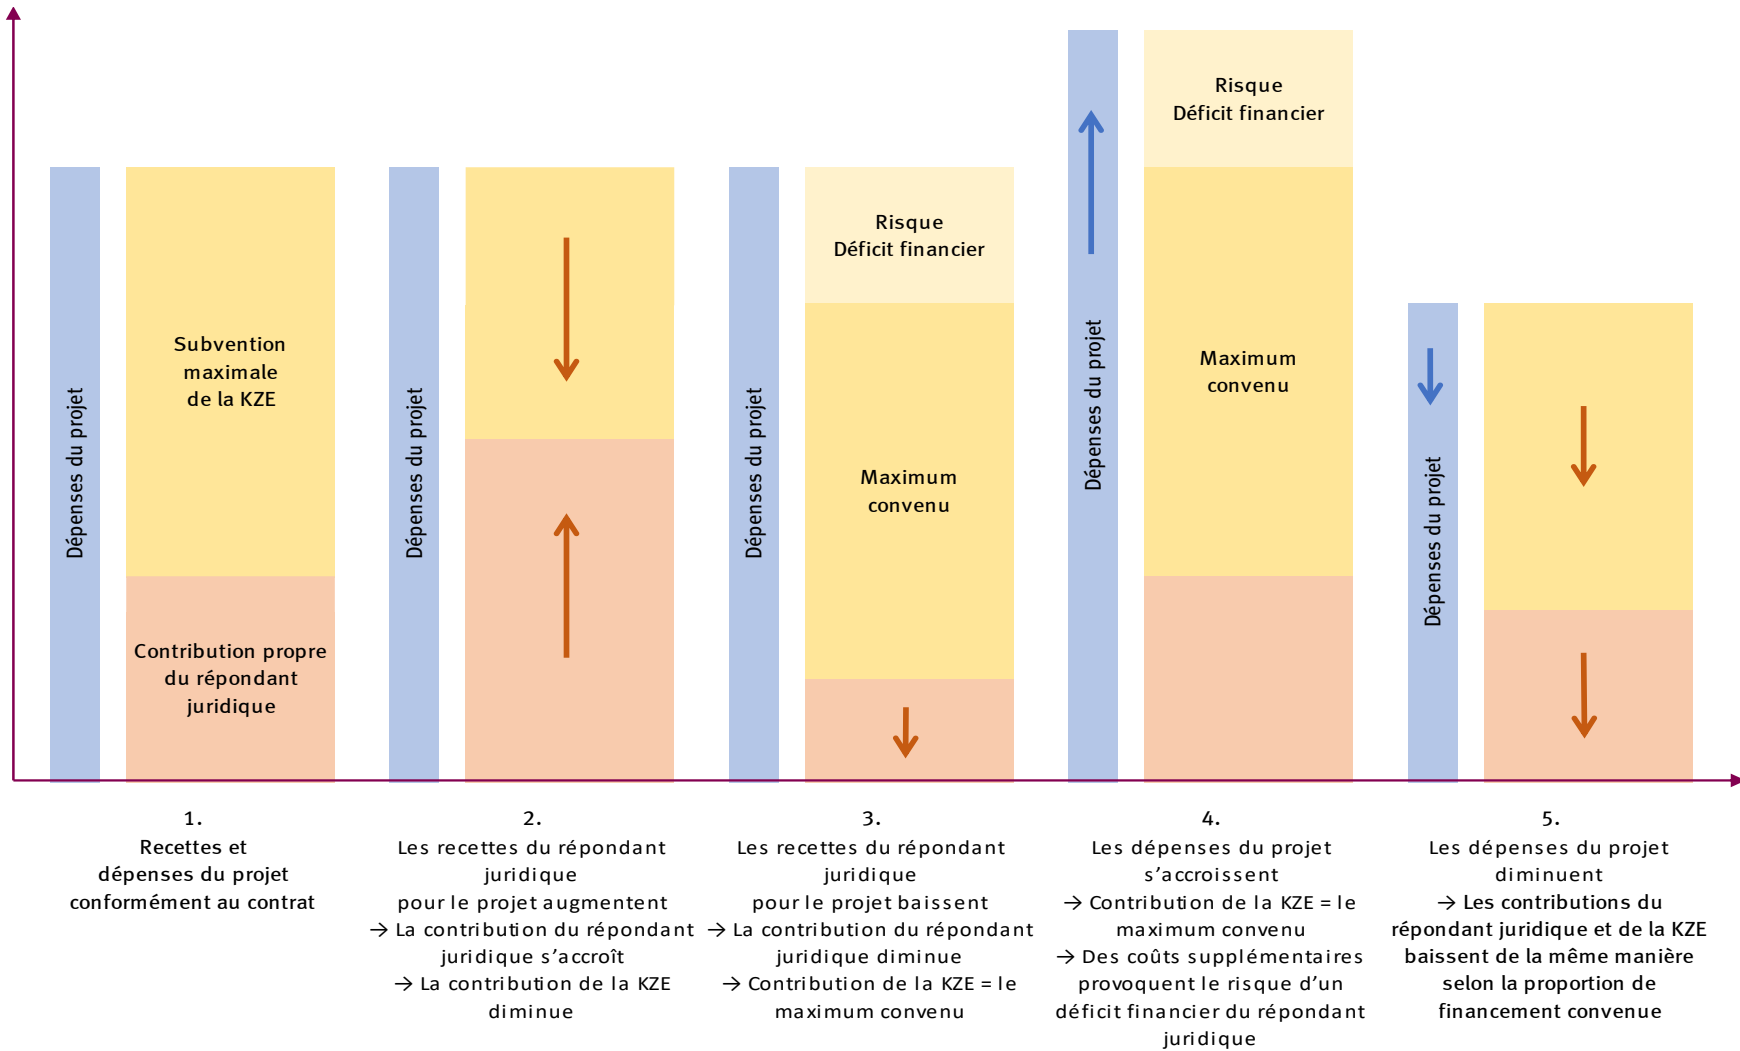 Dépenses du projet
Subvention
maximale
de la KZE
Contribution propre
du répondant
juridique
Dépenses du projet
Dépenses du projet
Risque
Déficit financier
Maximum
convenu
Dépenses du projet
Risque
Déficit financier
Maximum
convenu
Dépenses du projet
1.
Recettes et
dépenses du projet
conformément au contrat
2.
Les recettes du répondant
juridique
pour le projet augmentent
→ La contribution du répondant
juridique s’accroît
→ La contribution de la KZE
diminue
3.
Les recettes du répondant
juridique
pour le projet baissent
→ La contribution du répondant
juridique diminue
→ Contribution de la KZE = le
maximum convenu
4.
Les dépenses du projet
s’accroissent
→ Contribution de la KZE = le
maximum convenu
→ Des coûts supplémentaires
provoquent le risque d’un
déficit financier du répondant
juridique
5.
Les dépenses du projet
diminuent
→ Les contributions du
répondant juridique et de la KZE
baissent de la même manière
selon la proportion de
financement convenue